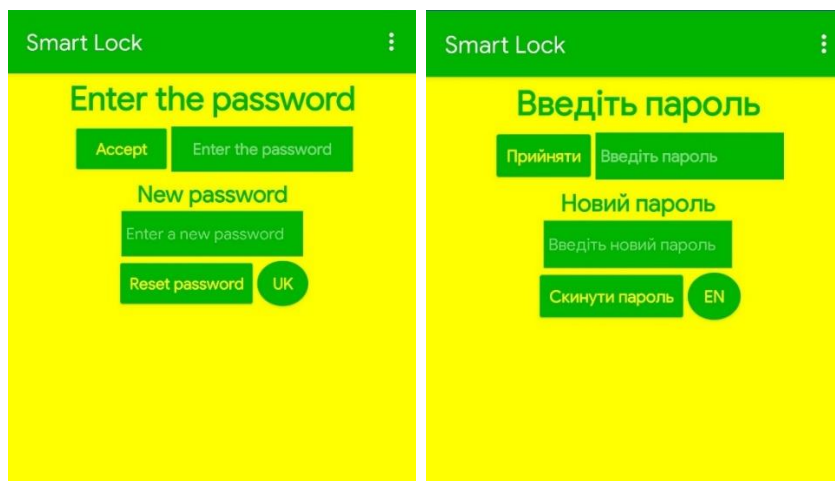 Smart Lock
Enter the password
Accept
Enter the password
New password
Enter a new password
Reset password
UK
Smart Lock
Введіть пароль
Прийняти
Введіть пароль
Новий пароль
Введіть новий пароль
Скинути пароль
EN